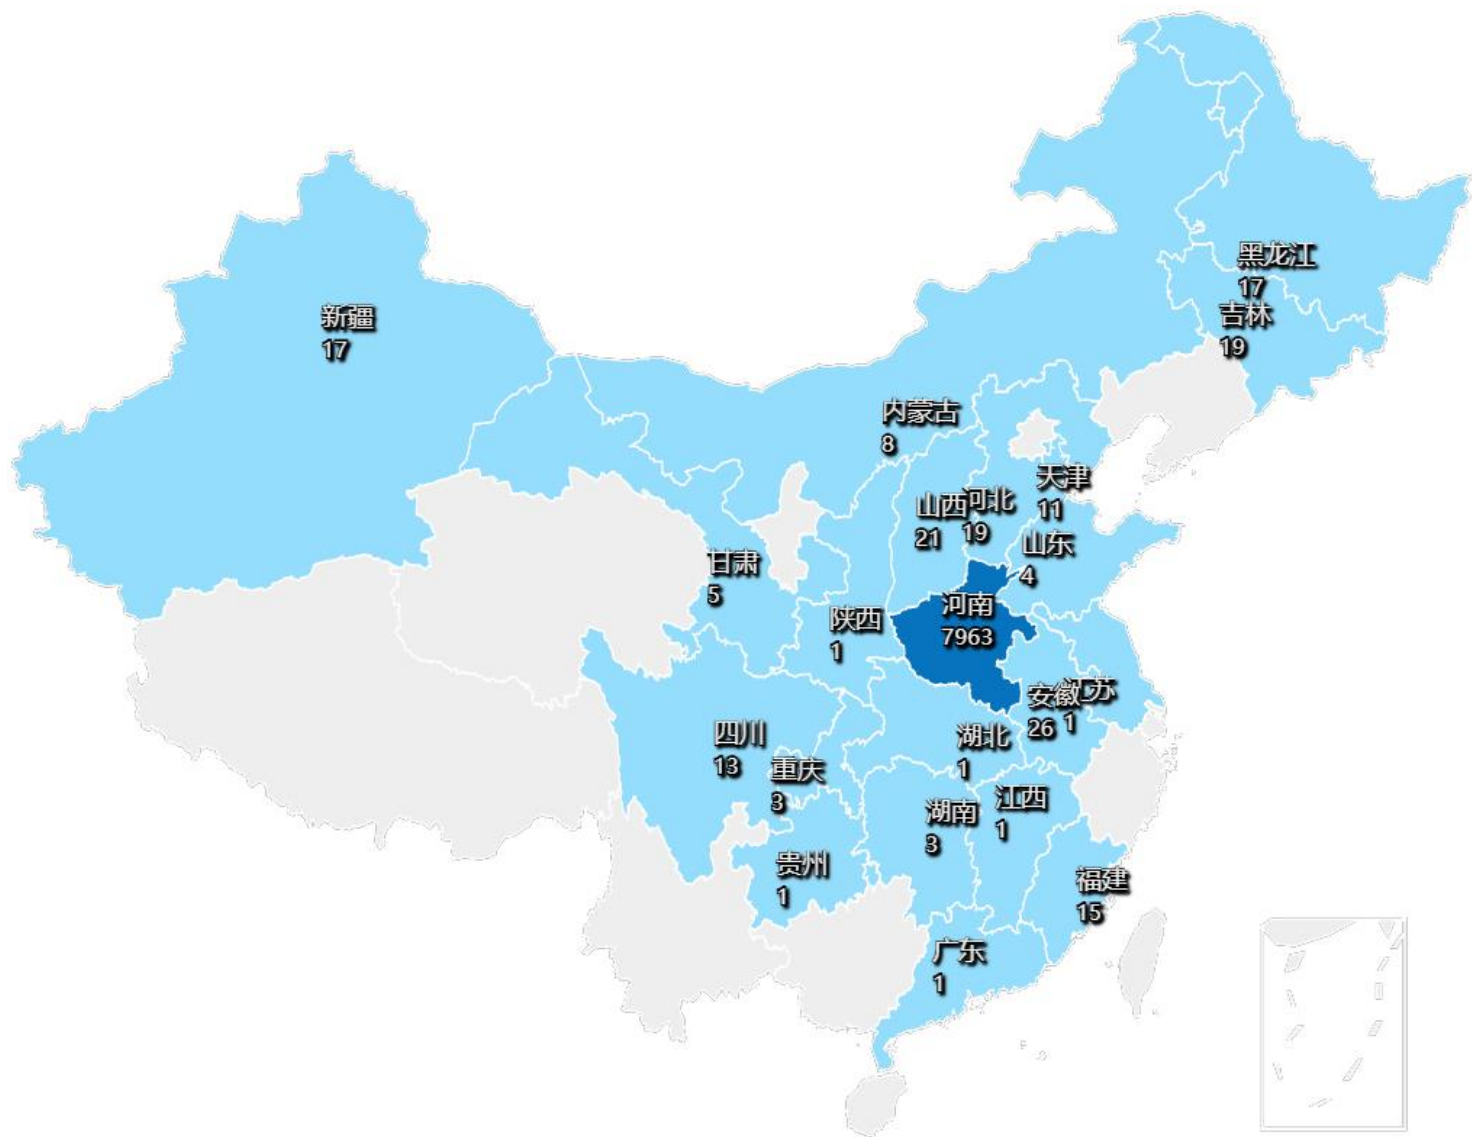 黑龙江
17
吉林
19
新疆
17
内蒙古
8
天津
11
河北
19
山西
21
山东
4
甘肃
5
河南
7963
陕西
1
江苏
1
安徽
26
四川
13
湖北
1
重庆
3
江西
1
湖南
3
贵州
1
福建
15
广东
1